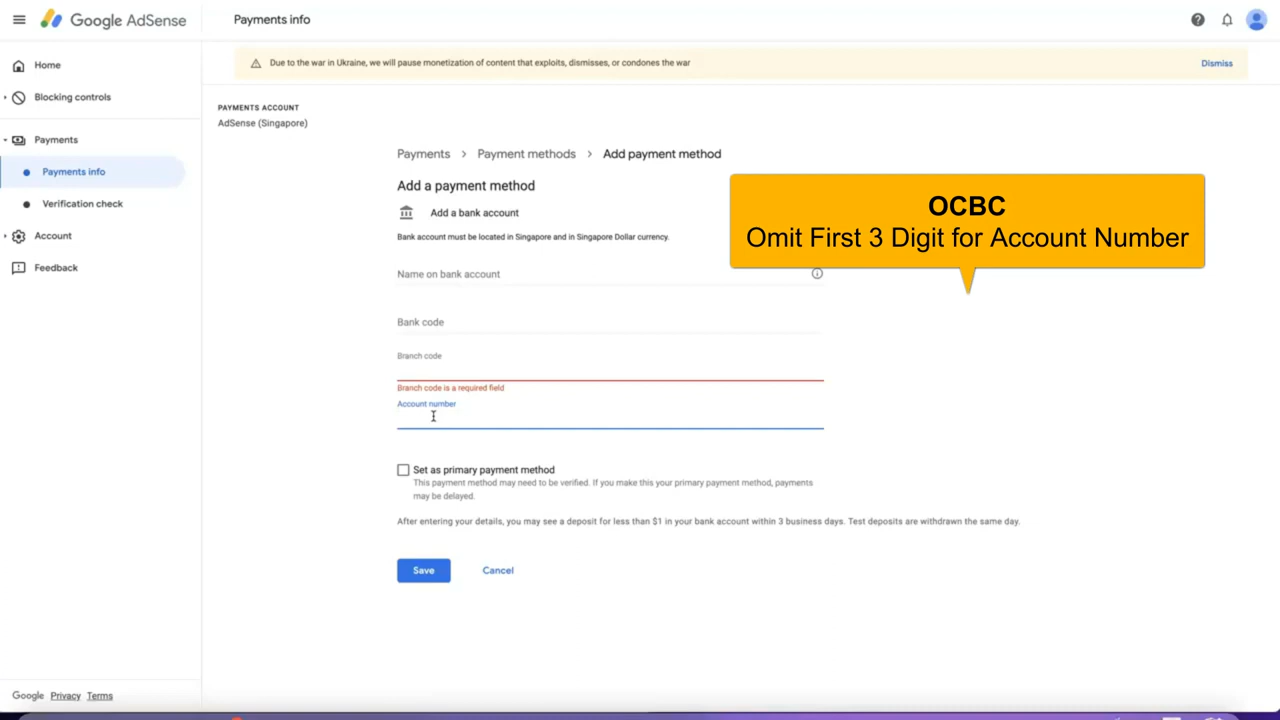 Google AdSense
Payments info
Due to the war in Ukraine, we will pause monetization of content that exploits, dismisses, or condones the war
Dismiss
Home
Blocking controls
Payments
Payments info
Verification check
Account
Feedback
PAYMENTS ACCOUNT
AdSense (Singapore)
Payments > Payment methods > Add payment method
Add a payment method
Add a bank account
Bank account must be located in Singapore and in Singapore Dollar currency.
OCBC
Omit First 3 Digit for Account Number
Name on bank account
Bank code
Branch code
Branch code is a required field
Account number
Set as primary payment method
This payment method may need to be verified. If you make this your primary payment method, payments
may be delayed.
After entering your details, you may see a deposit for less than $1 in your bank account within 3 business days. Test deposits are withdrawn the same day.
Save
Cancel
Google Privacy Terms